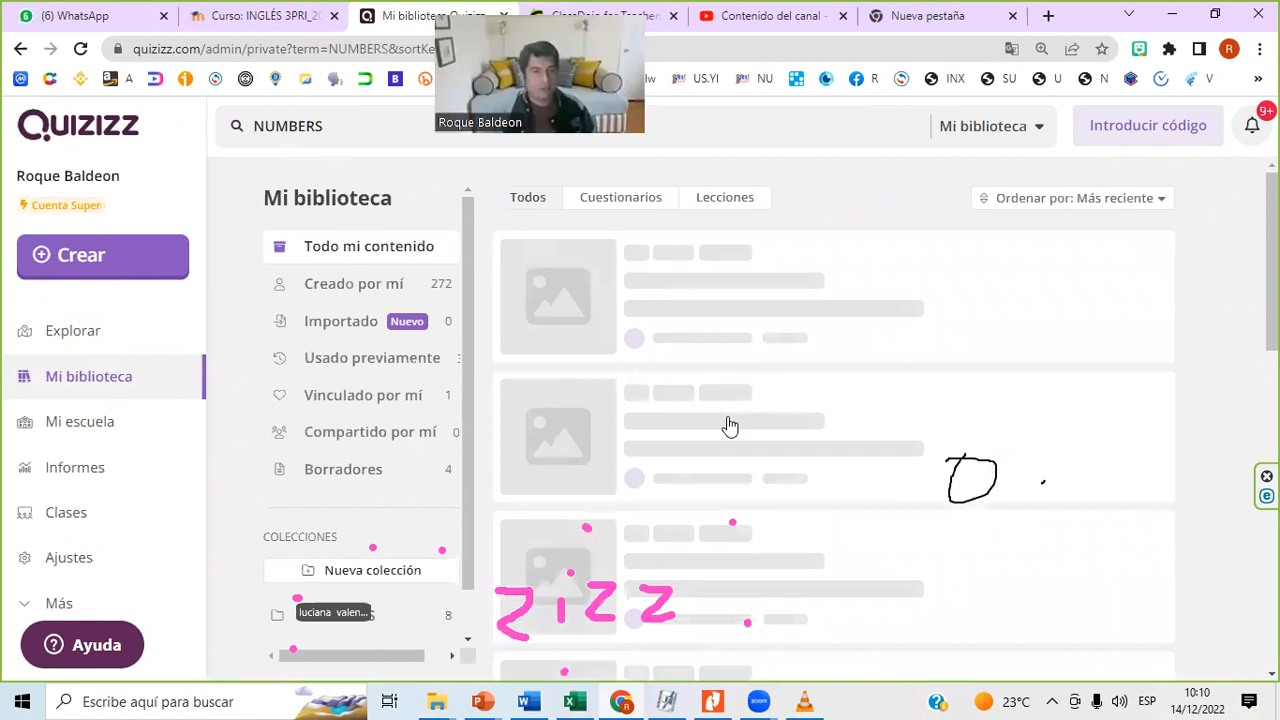 (6) WhatsApp
Curso: INGLÉS 3PRI_2
Mi bibliote
Contenido del canal -
Nueva pestaña
quizizz.com/admin/private?term=NUMBERS&sortKe
R
a A
B
lw
US.YI
NU
R
INX
SU
U
N
V
Roque Baldeon
QUIZIZZ
NUMBERS
Mi biblioteca
Introducir código
9+
Roque Baldeon
Cuenta Super
Crear
Explorar
Mi biblioteca
Mi escuela
Informes
Clases
Ajustes
Más
Ayuda
Mi biblioteca
Todo mi contenido
Creado por mí 272
Importado Nuevo 0
Usado previamente
Vinculado por mí 1
Compartido por mí 0
Borradores 4
COLECCIONES
Nueva colección
luciana valen...
S 8
Todos Cuestionarios Lecciones
Ordenar por: Más reciente
zizz
Escribe aquí para buscar
zoom
23°C
ESP
10:10
14/12/2022